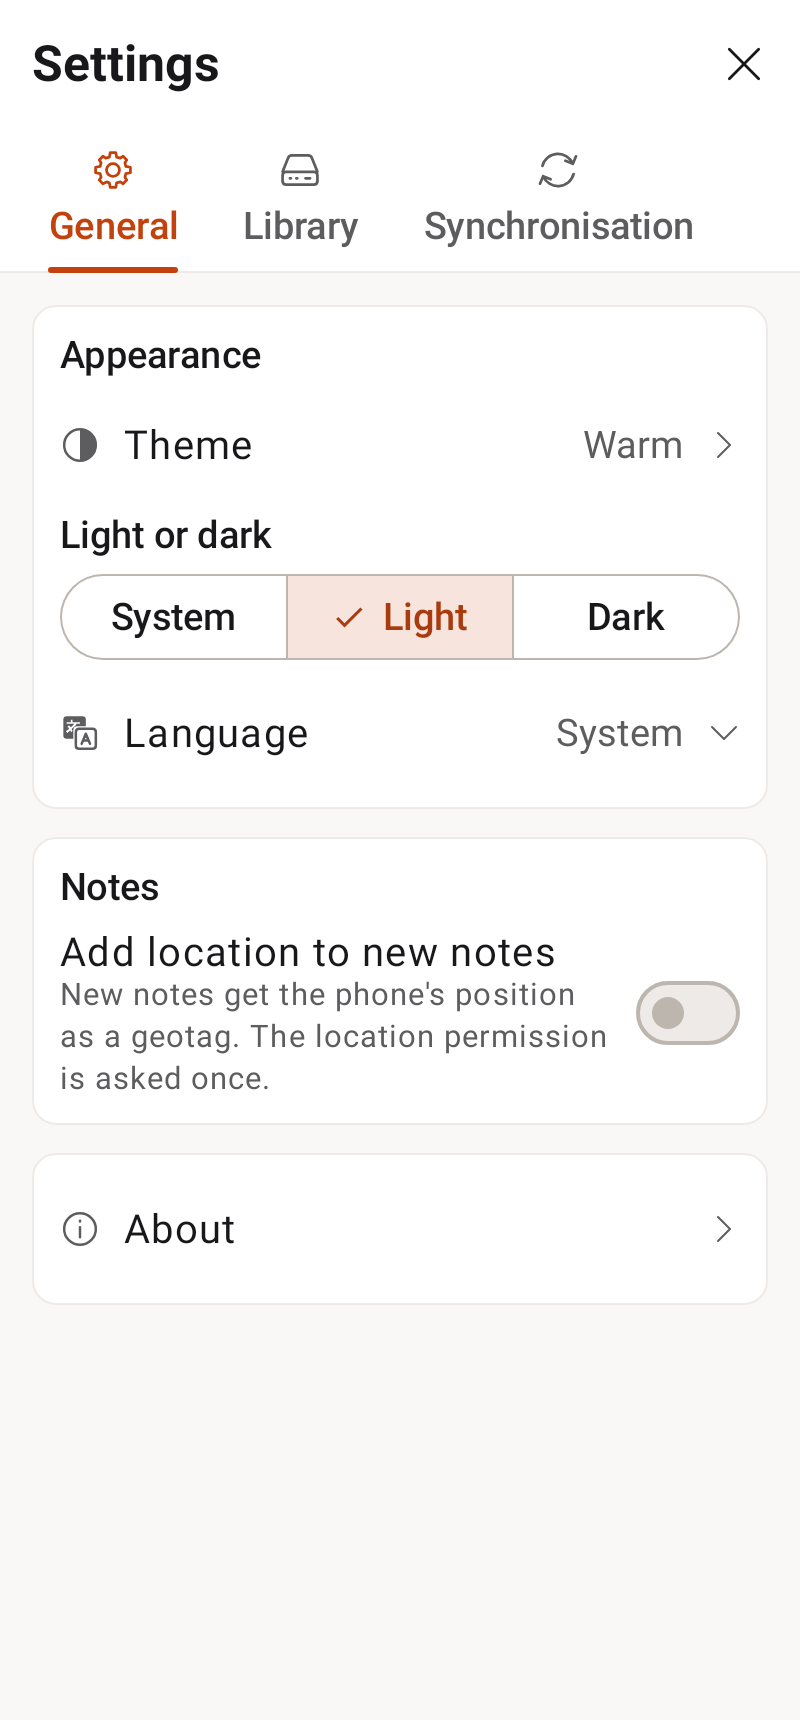 Settings
General
Library
Synchronisation
Appearance
Theme
Warm
Light or dark
System
Light
Dark
Language
System
Notes
Add location to new notes
New notes get the phone's position
as a geotag. The location permission
is asked once.
About